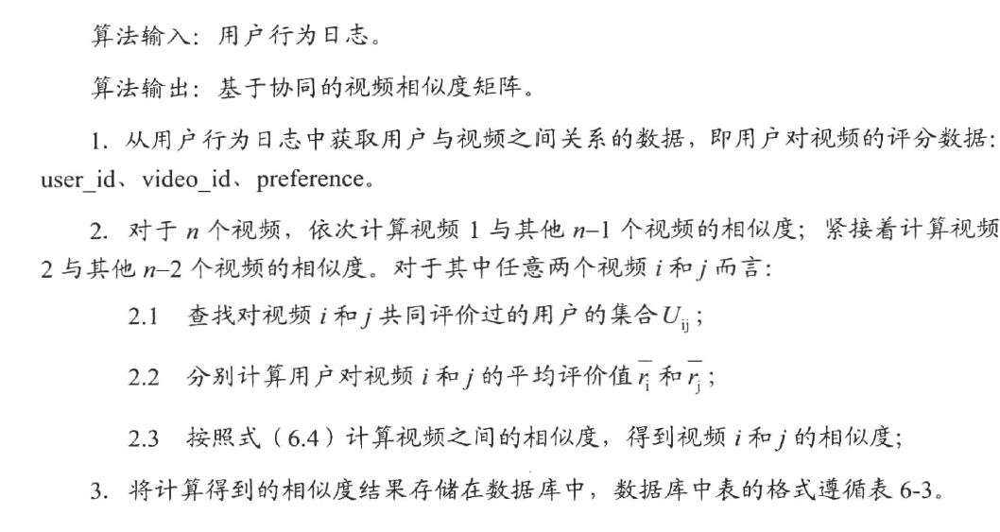 算法输入：用户行为日志。
算法输出：基于协同的视频相似度矩阵。
1. 从用户行为日志中获取用户与视频之间关系的数据，即用户对视频的评分数据：
user_id、video_id、preference。
2. 对于 n 个视频，依次计算视频 1 与其他 n–1 个视频的相似度；紧接着计算视频
2 与其他 n–2 个视频的相似度。对于其中任意两个视频 i 和 j 而言：
2.1 查找对视频 i 和 j 共同评价过的用户的集合 U_ij；
2.2 分别计算用户对视频 i 和 j 的平均评价值 r̄_i 和 r̄_j；
2.3 按照式（6.4）计算视频之间的相似度，得到视频 i 和 j 的相似度；
3. 将计算得到的相似度结果存储在数据库中，数据库中表的格式遵循表 6-3。